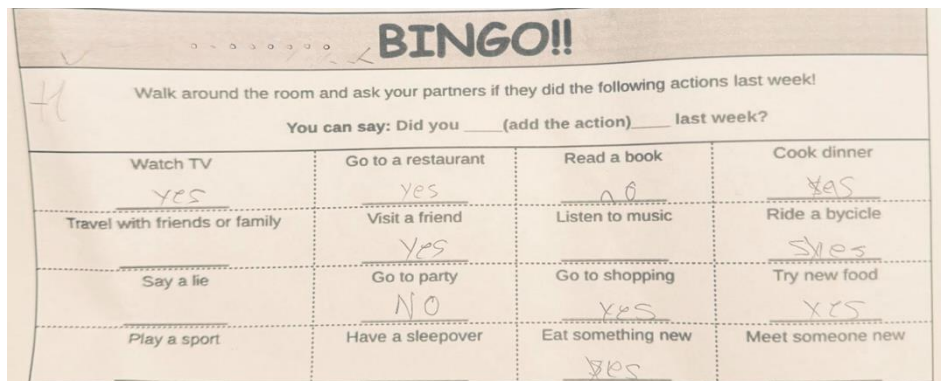 BINGO!!
Walk around the room and ask your partners if they did the following actions last week!
You can say: Did you ____(add the action)____ last week?
Watch TV Go to a restaurant Read a book Cook dinner
yes yes no yes
Travel with friends or family Visit a friend Listen to music Ride a bycicle
yes
Say a lie Go to party Go to shopping Try new food
NO yes yes
Play a sport Have a sleepover Eat something new Meet someone new
yes